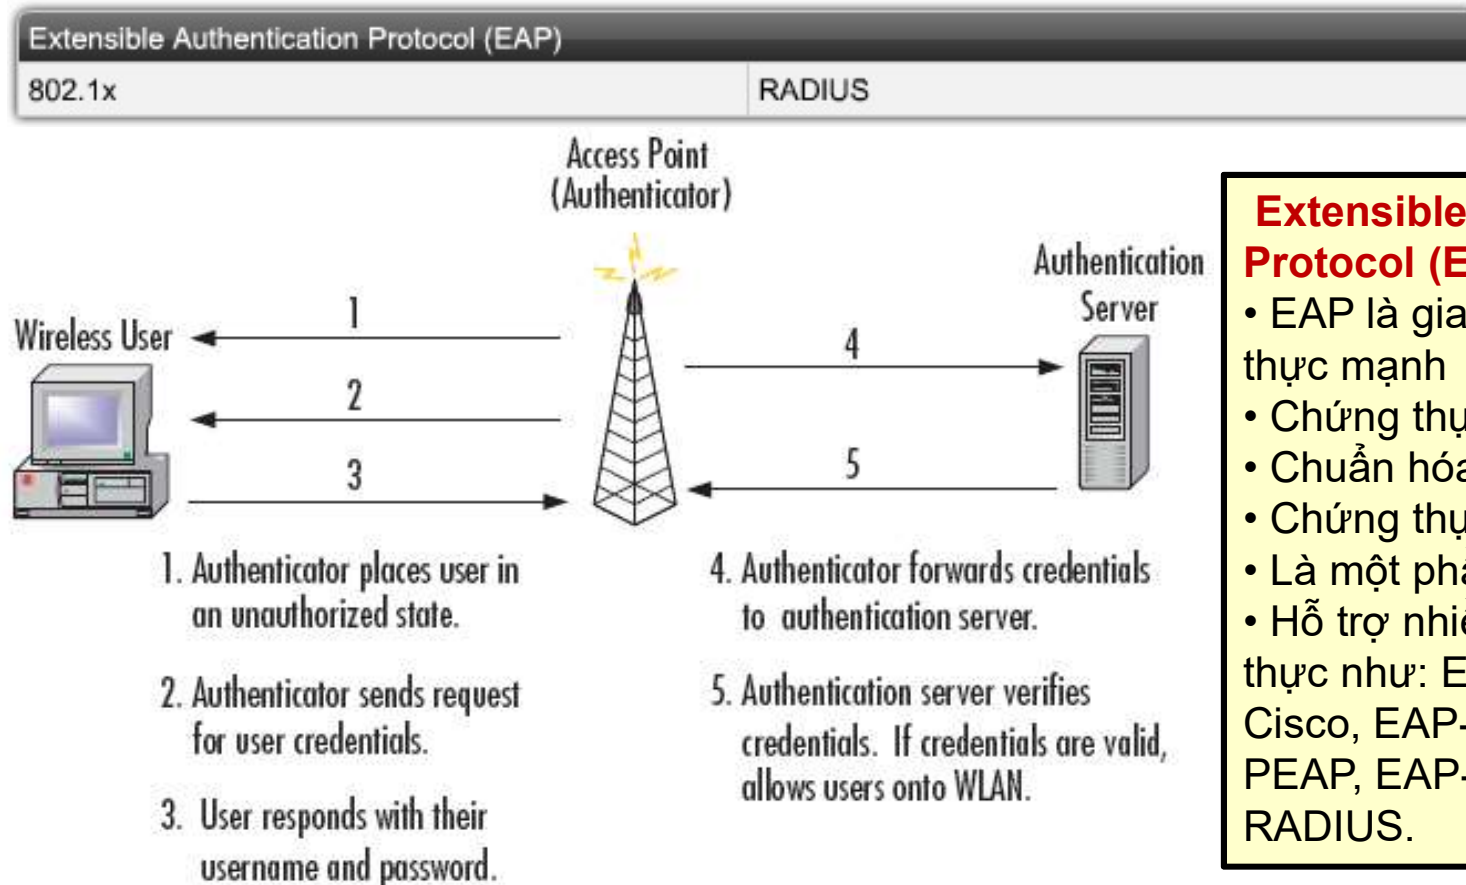 Extensible Authentication Protocol (EAP)
802.1x RADIUS
Access Point
(Authenticator)
Authentication
Server
Wireless User
1
2
3
4
5
1. Authenticator places user in
an unauthorized state.
2. Authenticator sends request
for user credentials.
3. User responds with their
username and password.
4. Authenticator forwards credentials
to authentication server.
5. Authentication server verifies
credentials. If credentials are valid,
allows users onto WLAN.
Extensible
Protocol (E
• EAP là gia
thực mạnh
• Chứng thự
• Chuẩn hóa
• Chứng thự
• Là một phầ
• Hỗ trợ nhiề
thực như: E
Cisco, EAP-
PEAP, EAP-
RADIUS.